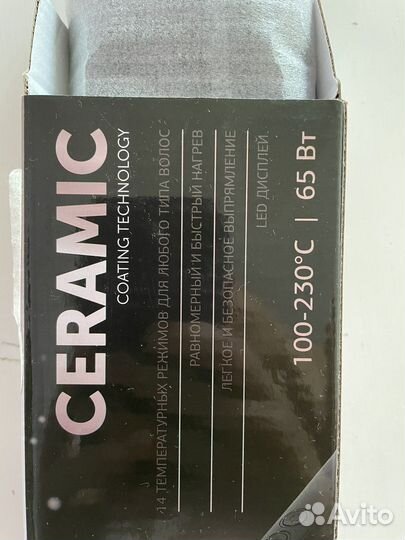 CERAMIC
COATING TECHNOLOGY
14 ТЕМПЕРАТУРНЫХ РЕЖИМОВ ДЛЯ ЛЮБОГО ТИПА ВОЛОС
РАВНОМЕРНЫЙ И БЫСТРЫЙ НАГРЕВ
ЛЕГКОЕ И БЕЗОПАСНОЕ ВЫПРЯМЛЕНИЕ
LED ДИСПЛЕЙ
100-230°C | 65 Вт
Avito